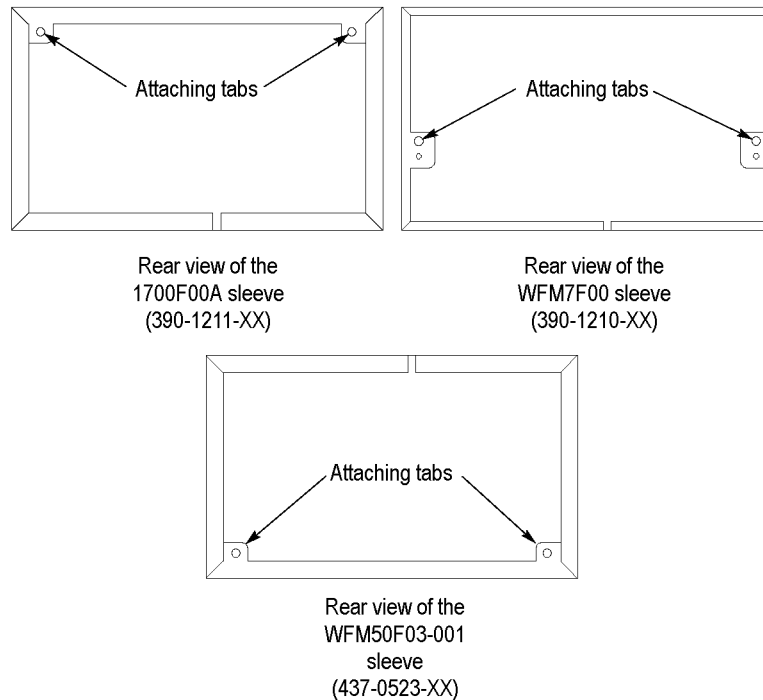 Attaching tabs
Attaching tabs
Rear view of the
1700F00A sleeve
(390-1211-XX)
Rear view of the
WFM7F00 sleeve
(390-1210-XX)
Attaching tabs
Rear view of the
WFM50F03-001
sleeve
(437-0523-XX)